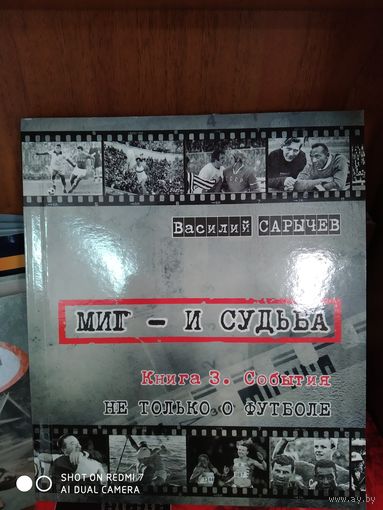 Василий САРЫЧЕВ
МИГ - И СУДЬБА
Книга 3. События
НЕ ТОЛЬКО О ФУТБОЛЕ
SHOT ON REDMI 7
AI DUAL CAMERA
www.ay.by